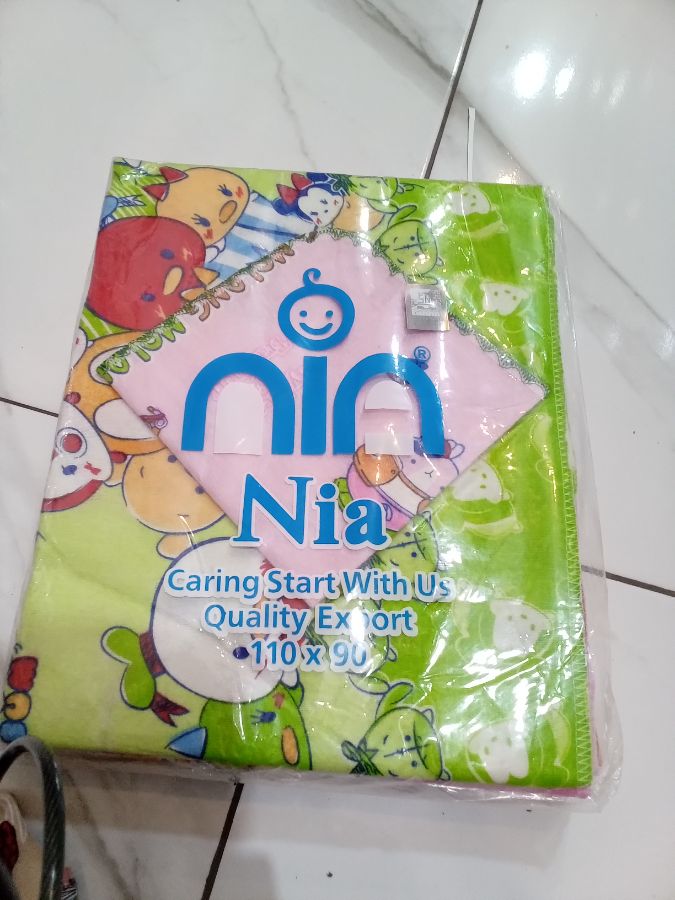 nia®
Nia
Caring Start With Us
Quality Export
110 x 90